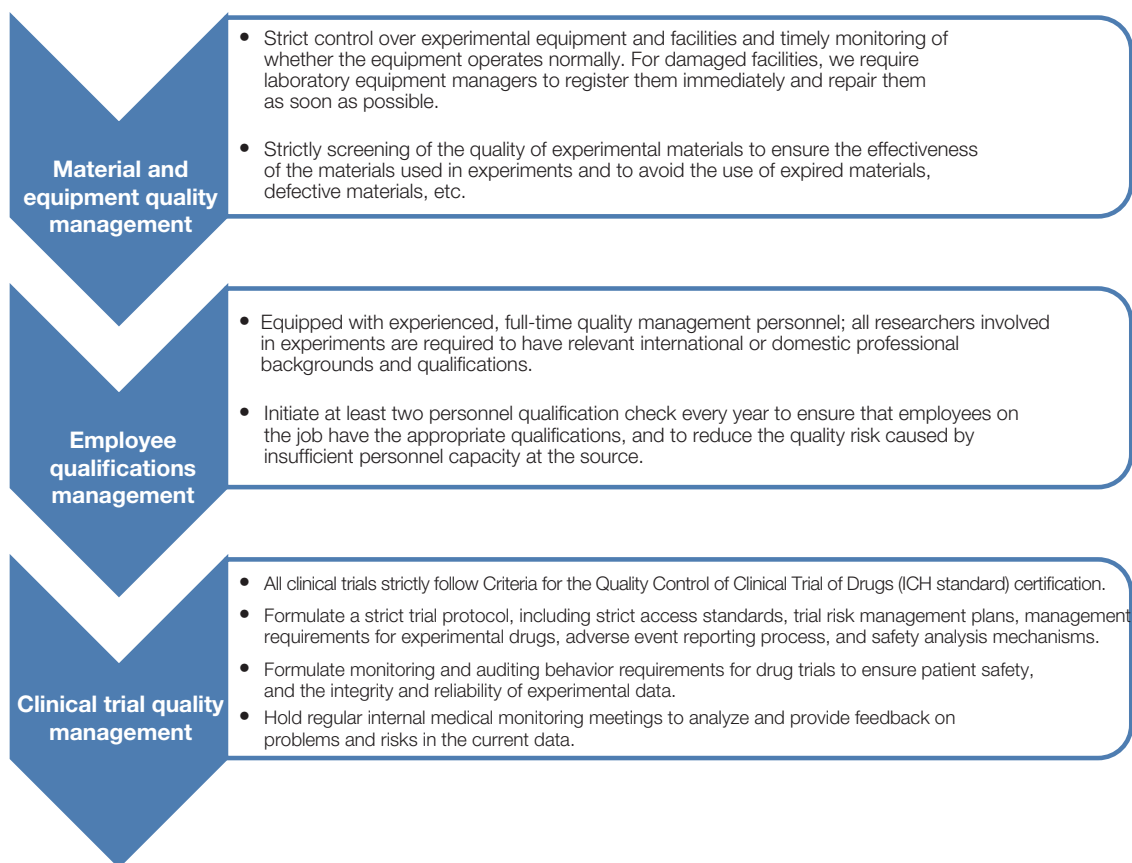 Material and
equipment quality
management
• Strict control over experimental equipment and facilities and timely monitoring of
whether the equipment operates normally. For damaged facilities, we require
laboratory equipment managers to register them immediately and repair them
as soon as possible.
• Strictly screening of the quality of experimental materials to ensure the effectiveness
of the materials used in experiments and to avoid the use of expired materials,
defective materials, etc.
Employee
qualifications
management
• Equipped with experienced, full-time quality management personnel; all researchers involved
in experiments are required to have relevant international or domestic professional
backgrounds and qualifications.
• Initiate at least two personnel qualification check every year to ensure that employees on
the job have the appropriate qualifications, and to reduce the quality risk caused by
insufficient personnel capacity at the source.
Clinical trial quality
management
• All clinical trials strictly follow Criteria for the Quality Control of Clinical Trial of Drugs (ICH standard) certification.
• Formulate a strict trial protocol, including strict access standards, trial risk management plans, management
requirements for experimental drugs, adverse event reporting process, and safety analysis mechanisms.
• Formulate monitoring and auditing behavior requirements for drug trials to ensure patient safety,
and the integrity and reliability of experimental data.
• Hold regular internal medical monitoring meetings to analyze and provide feedback on
problems and risks in the current data.